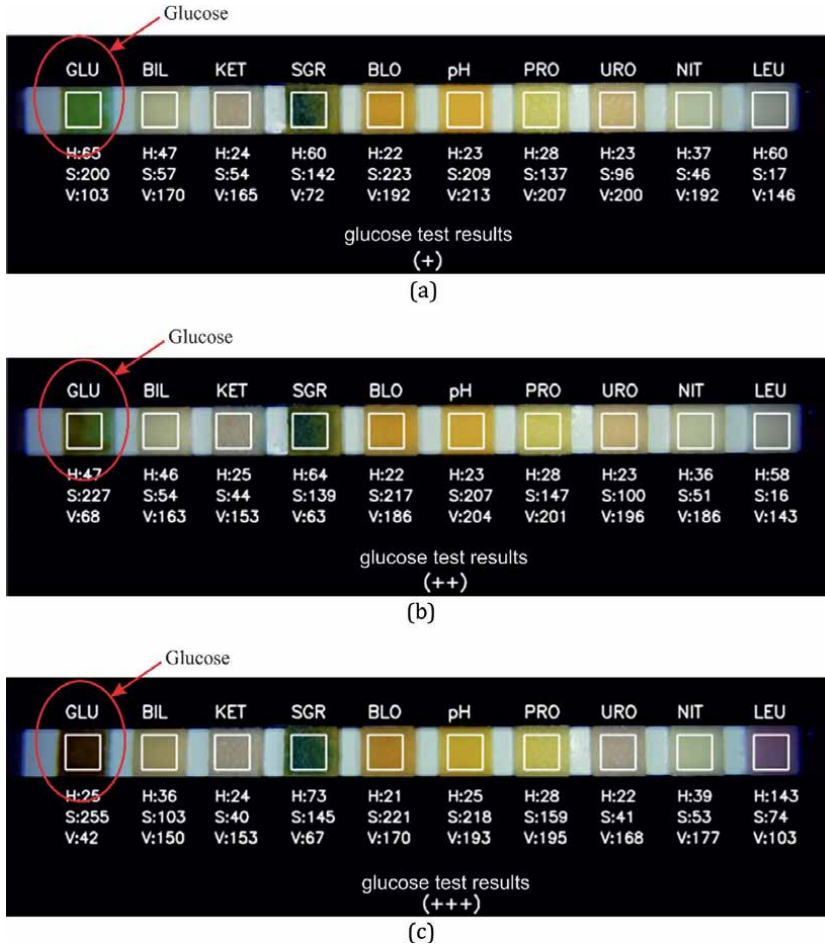 Glucose
GLU BIL KET SGR BLO pH PRO URO NIT LEU
H:65 H:47 H:24 H:60 H:22 H:23 H:28 H:23 H:37 H:60
S:200 S:57 S:54 S:142 S:223 S:209 S:137 S:96 S:46 S:17
V:103 V:170 V:165 V:72 V:192 V:213 V:207 V:200 V:192 V:146
glucose test results
(+)
(a)
Glucose
GLU BIL KET SGR BLO pH PRO URO NIT LEU
H:47 H:46 H:25 H:64 H:22 H:23 H:28 H:23 H:36 H:58
S:227 S:54 S:44 S:139 S:217 S:207 S:147 S:100 S:51 S:16
V:68 V:163 V:153 V:63 V:186 V:204 V:201 V:196 V:186 V:143
glucose test results
(++)
(b)
Glucose
GLU BIL KET SGR BLO pH PRO URO NIT LEU
H:25 H:36 H:24 H:73 H:21 H:25 H:28 H:22 H:39 H:143
S:255 S:103 S:40 S:145 S:221 S:218 S:159 S:41 S:53 S:74
V:42 V:150 V:153 V:67 V:170 V:193 V:195 V:168 V:177 V:103
glucose test results
(+++)
(c)